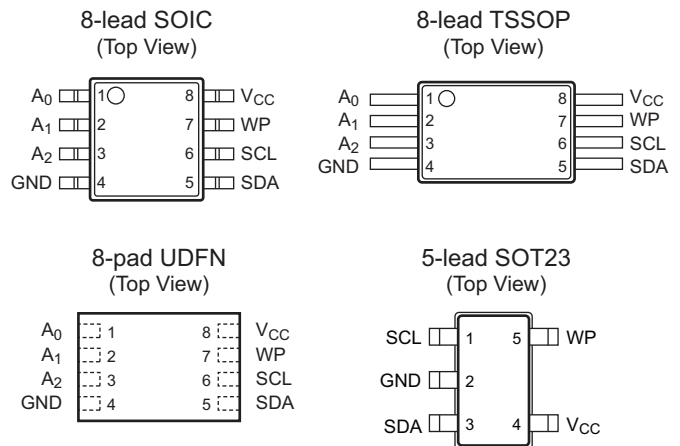 8-lead SOIC
(Top View)
A0 1 8 VCC
A1 2 7 WP
A2 3 6 SCL
GND 4 5 SDA
8-lead TSSOP
(Top View)
A0 1 8 VCC
A1 2 7 WP
A2 3 6 SCL
GND 4 5 SDA
8-pad UDFN
(Top View)
A0 1 8 VCC
A1 2 7 WP
A2 3 6 SCL
GND 4 5 SDA
5-lead SOT23
(Top View)
SCL 1 5 WP
GND 2
SDA 3 4 VCC